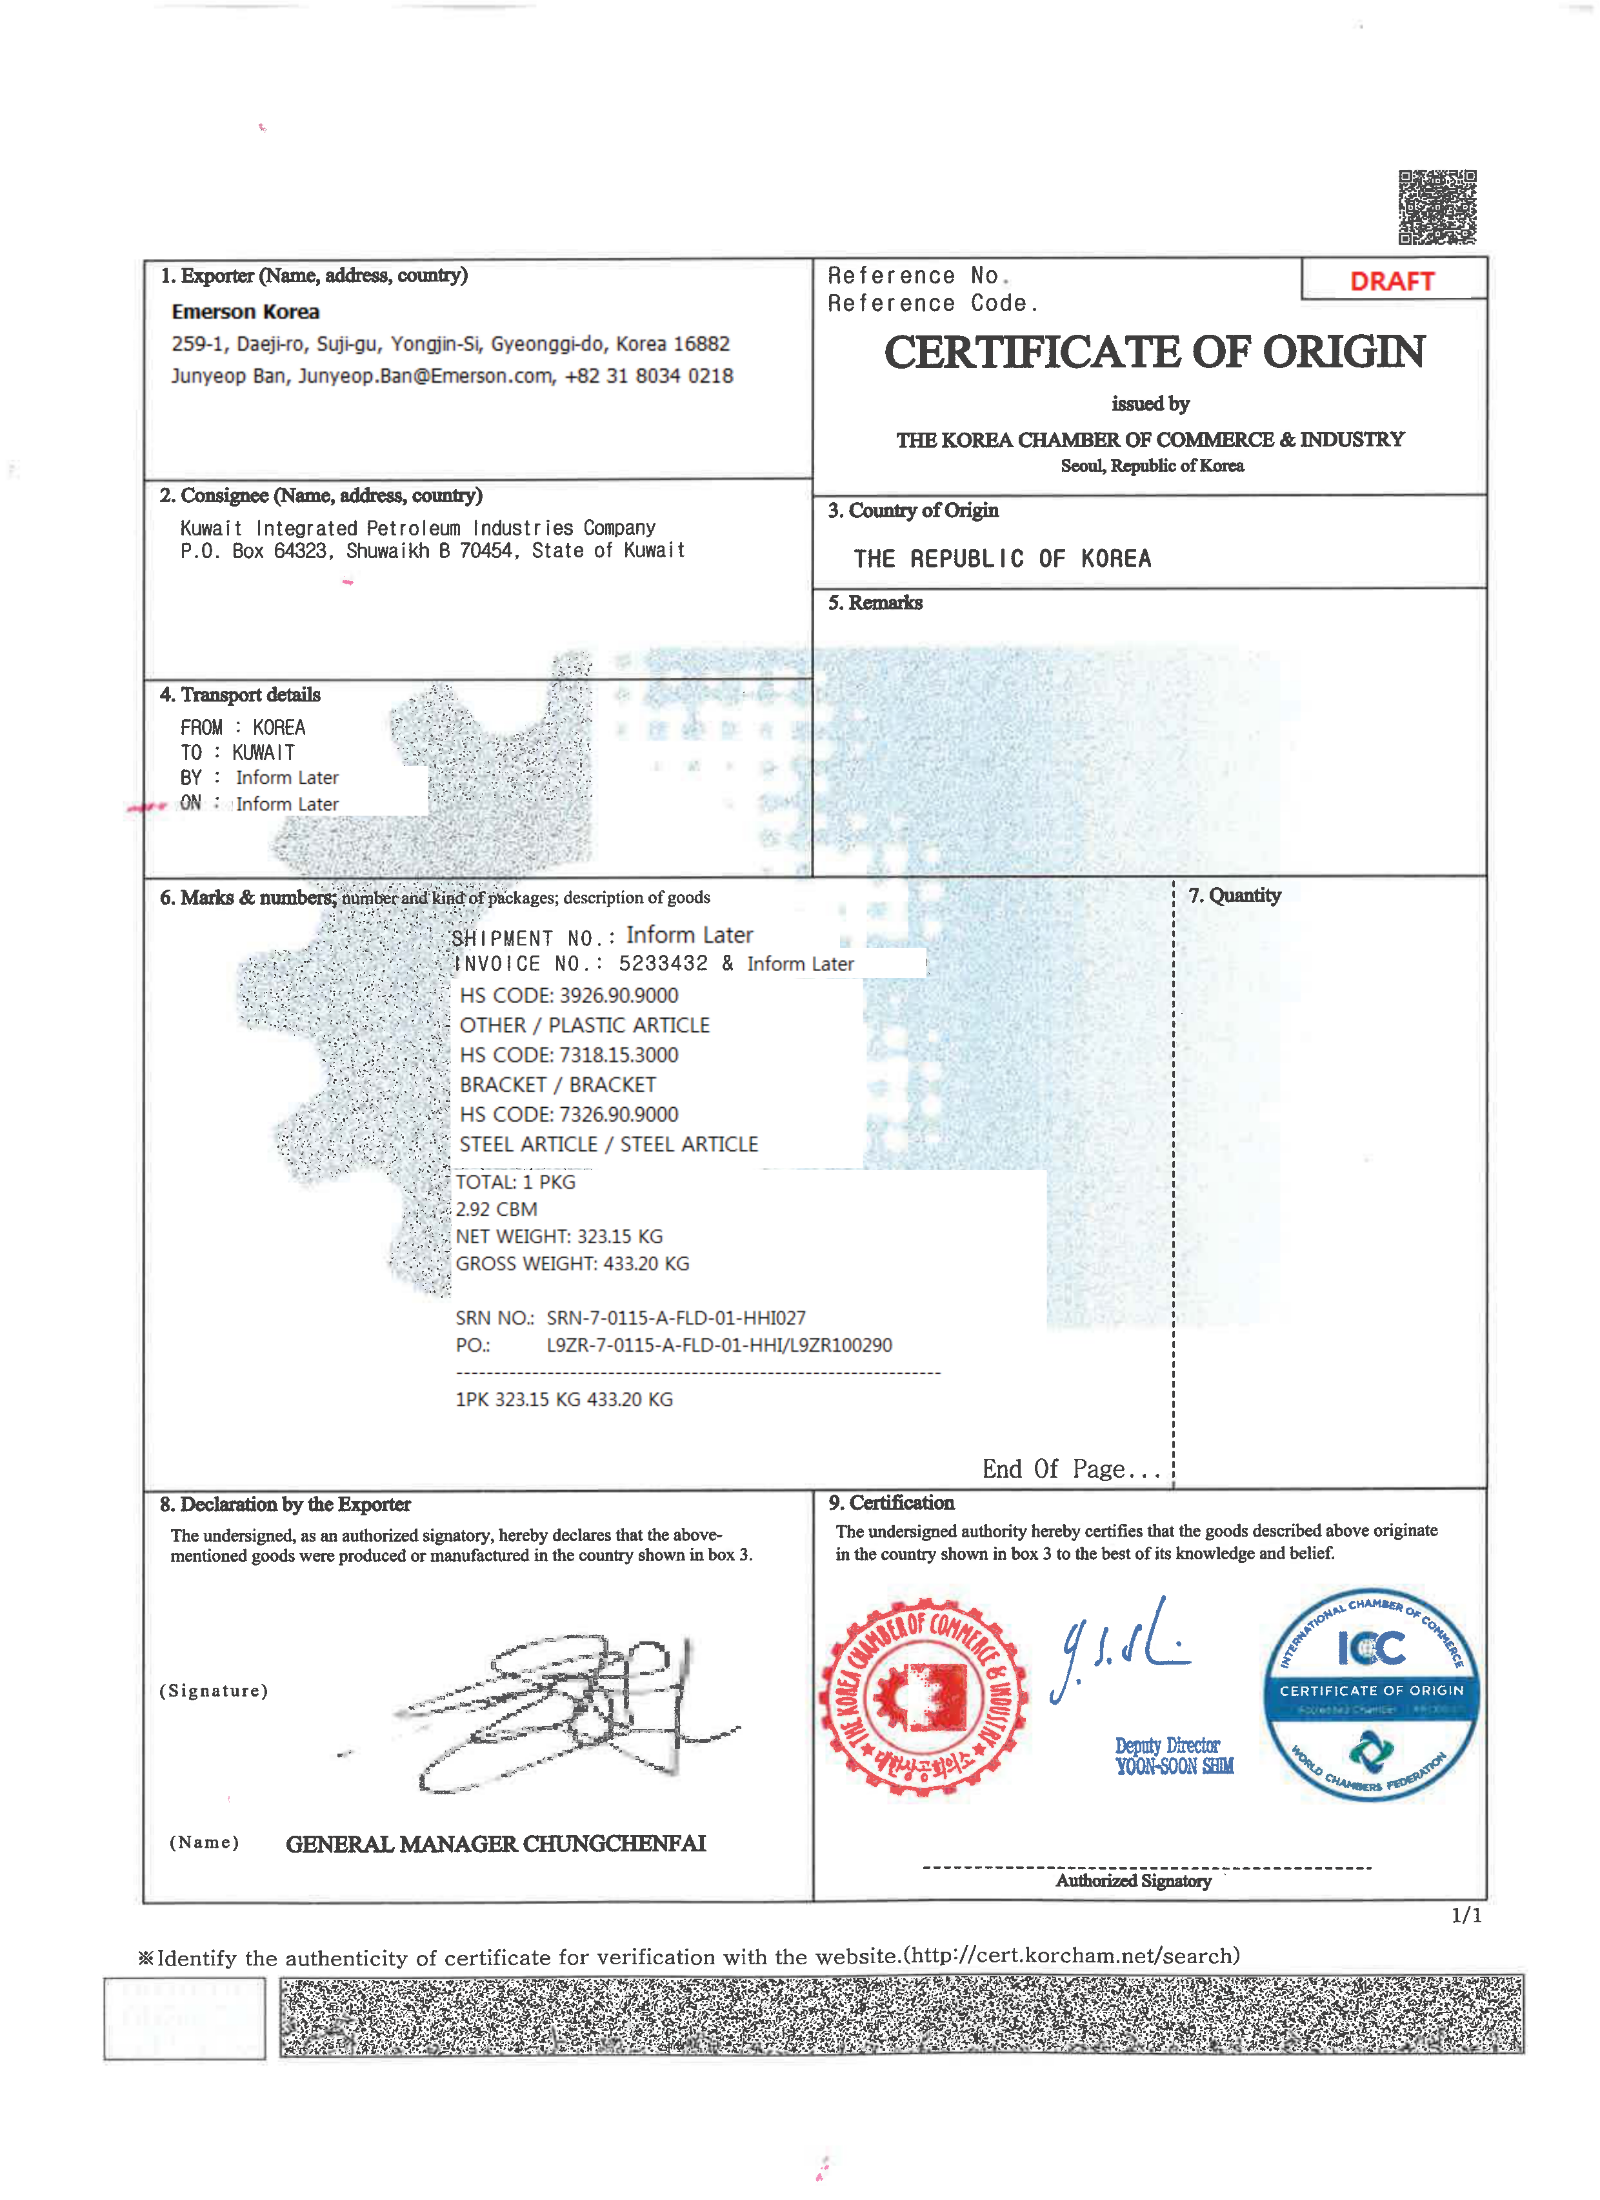 1. Exporter (Name, address, country)
Emerson Korea
259-1, Daeji-ro, Suji-gu, Yongjin-Si, Gyeonggi-do, Korea 16882
Junyeop Ban, Junyeop.Ban@Emerson.com, +82 31 8034 0218
Reference No.
Reference Code.
DRAFT
CERTIFICATE OF ORIGIN
issued by
THE KOREA CHAMBER OF COMMERCE & INDUSTRY
Seoul, Republic of Korea
2. Consignee (Name, address, country)
Kuwait Integrated Petroleum Industries Company
P.O. Box 64323, Shuwaikh B 70454, State of Kuwait
3. Country of Origin
THE REPUBLIC OF KOREA
4. Transport details
FROM : KOREA
TO : KUWAIT
BY : Inform Later
ON : Inform Later
5. Remarks
6. Marks & numbers; number and kind of packages; description of goods
7. Quantity
SHIPMENT NO.: Inform Later
INVOICE NO.: 5233432 & Inform Later
HS CODE: 3926.90.9000
OTHER / PLASTIC ARTICLE
HS CODE: 7318.15.3000
BRACKET / BRACKET
HS CODE: 7326.90.9000
STEEL ARTICLE / STEEL ARTICLE
TOTAL: 1 PKG
2.92 CBM
NET WEIGHT: 323.15 KG
GROSS WEIGHT: 433.20 KG
SRN NO.: SRN-7-0115-A-FLD-01-HHI027
PO.: L9ZR-7-0115-A-FLD-01-HHI/L9ZR100290
1PK 323.15 KG 433.20 KG
End Of Page...
8. Declaration by the Exporter
The undersigned, as an authorized signatory, hereby declares that the above-
mentioned goods were produced or manufactured in the country shown in box 3.
(Signature)
(Name) GENERAL MANAGER CHUNGCHENFAI
9. Certification
The undersigned authority hereby certifies that the goods described above originate
in the country shown in box 3 to the best of its knowledge and belief.
THE KOREA CHAMBER OF COMMERCE & INDUSTRY
대한상공회의소
Deputy Director
YOON-SOON SHIM
INTERNATIONAL CHAMBER OF COMMERCE
ICC
CERTIFICATE OF ORIGIN
WORLD CHAMBERS FEDERATION
Authorized Signatory
1/1
※Identify the authenticity of certificate for verification with the website.(http://cert.korcham.net/search)